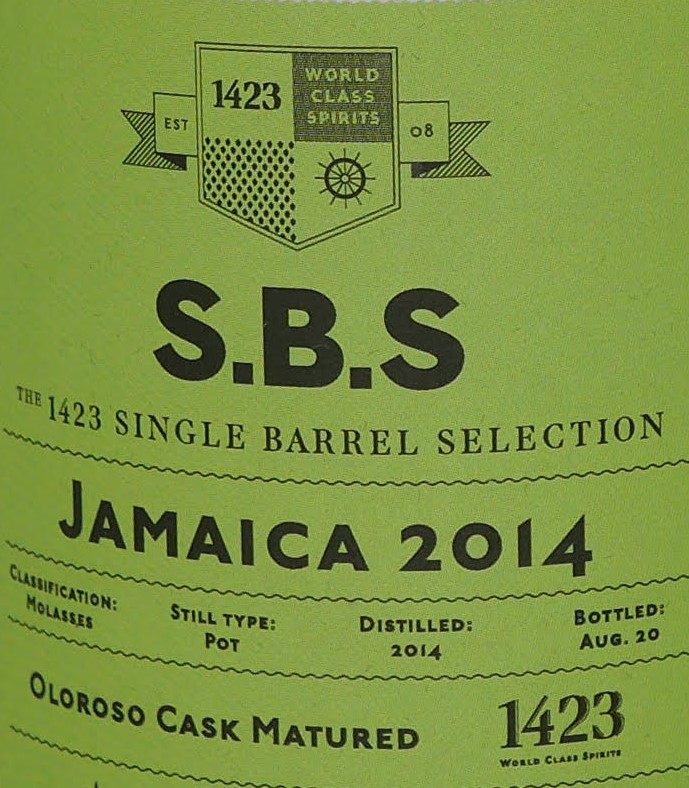 1423
WORLD
CLASS
SPIRITS
EST
08
S.B.S
THE 1423 SINGLE BARREL SELECTION
JAMAICA 2014
CLASSIFICATION:
MOLASSES
STILL TYPE:
POT
DISTILLED:
2014
BOTTLED:
AUG. 20
OLOROSO CASK MATURED
1423
WORLD CLASS SPIRITS